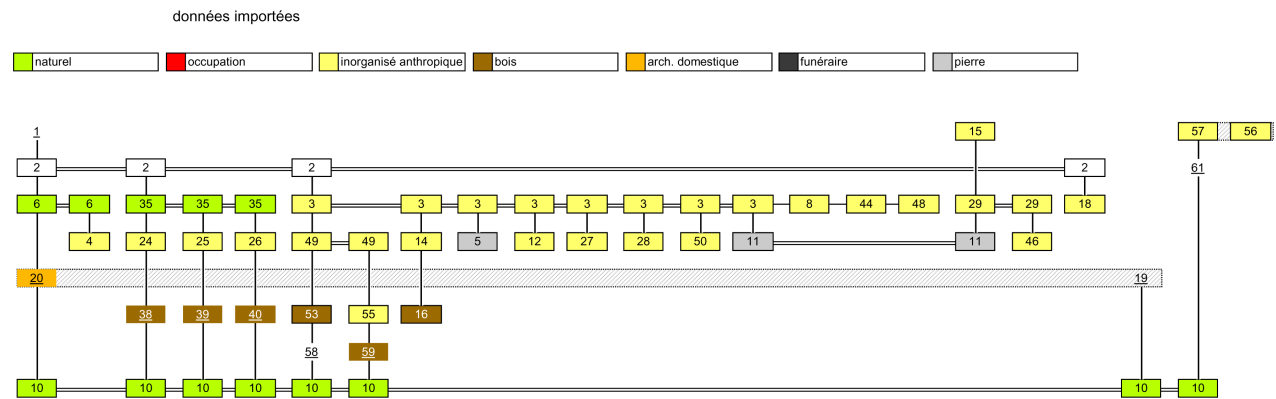 données importées
naturel occupation inorganisé anthropique bois arch. domestique funéraire pierre
1 15 57 56
2 2 2 2 61
6 6 35 35 35 3 3 3 3 3 3 3 3 8 44 48 29 29 18
4 24 25 26 49 49 14 5 12 27 28 50 11 11 46
20 19
38 39 40 53 55 16
58 59
10 10 10 10 10 10 10 10